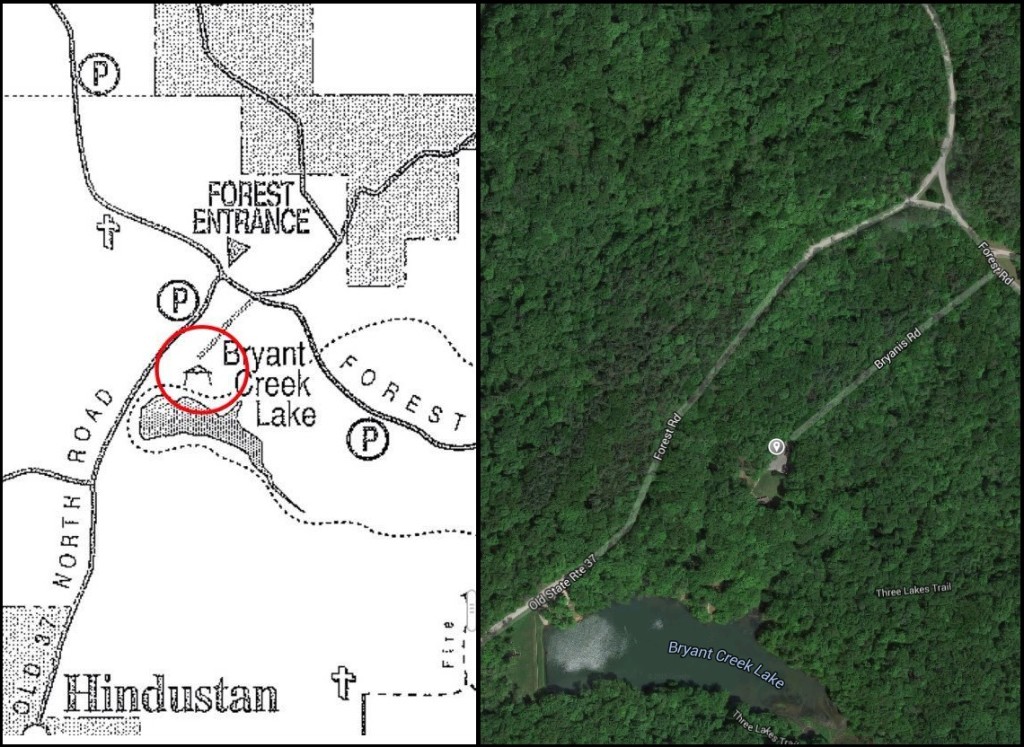 P
FOREST
ENTRANCE
P
Bryant
Creek
Lake
FOREST
P
OLD 37 NORTH ROAD
Fire
Hindustan
Forest Rd
Bryanis Rd
Forest Rd
Old State Rte 37
Three Lakes Trail
Bryant Creek Lake
Three Lakes Trail